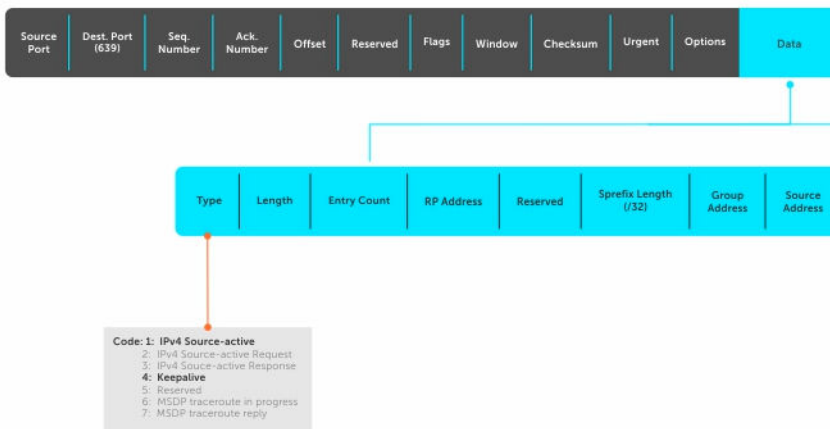 Source Port
Dest. Port (639)
Seq. Number
Ack. Number
Offset
Reserved
Flags
Window
Checksum
Urgent
Options
Data
Type
Length
Entry Count
RP Address
Reserved
Sprefix Length (/32)
Group Address
Source Address
Code: 1: IPv4 Source-active
2: IPv4 Source-active Request
3: IPv4 Souce-active Response
4: Keepalive
5: Reserved
6: MSDP traceroute in progress
7: MSDP traceroute reply